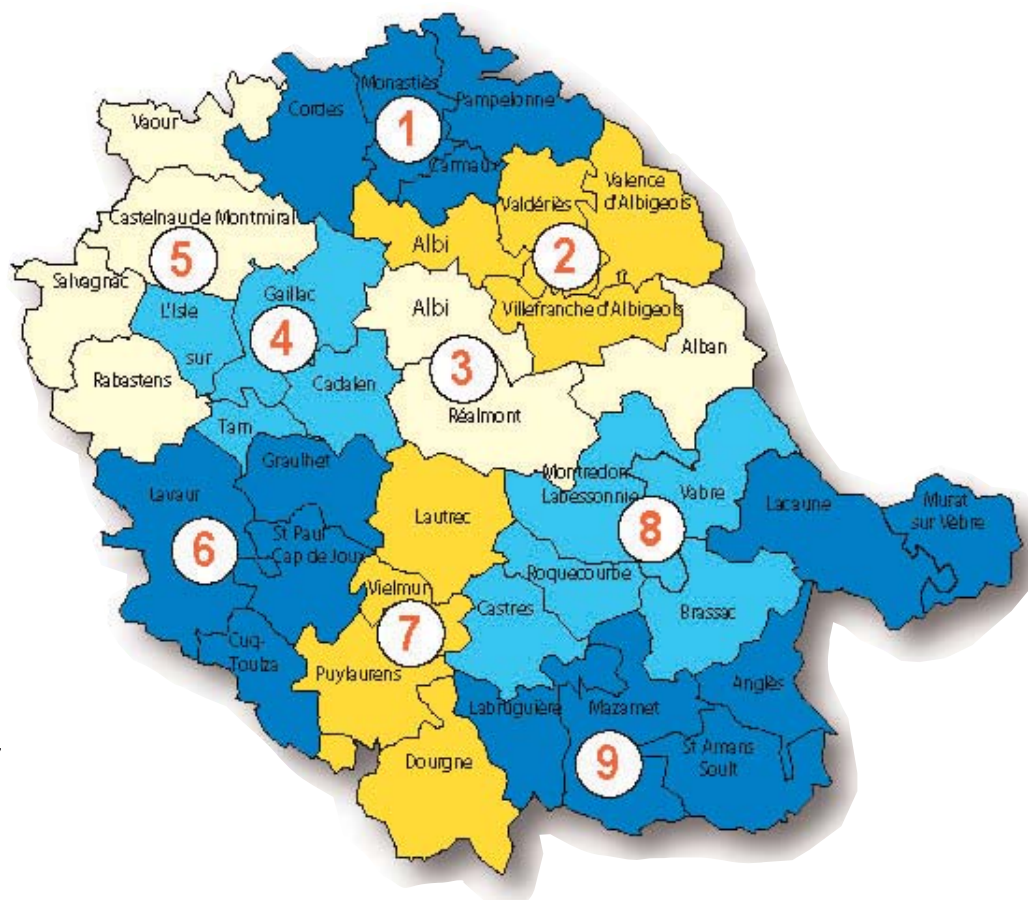 Monastiès
Cordes
Pampelonne
1
Vaour
Carmaux
Valence
d'Albigeois
Valdériès
Castelnau de Montmiral
Albi
2
5
Salvagnac
Gaillac
L'Isle
Albi
Villefranche d'Albigeois
4
sur
Alban
3
Rabastens
Cadalen
Réalmont
Tarn
Graulhet
Montredon
Labessonnie
Lavaur
Vabre
Lacaune
Murat
sur Vèbre
Lautrec
6
St Paul
Cap de Joux
8
Roquecourbe
Vielmur
Castres
Brassac
7
Cuq-
Toulza
Puylaurens
Anglès
Labruguière
Mazamet
St Amans
Soult
Dourgne
9